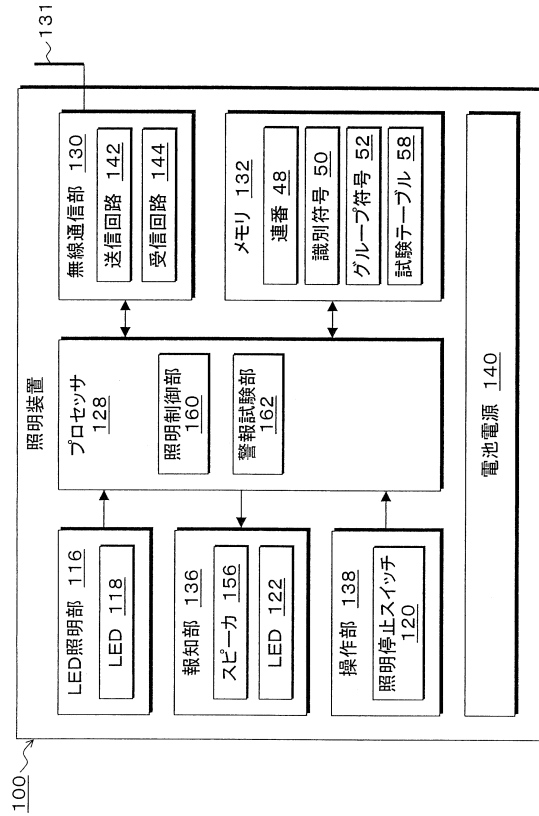 100
照明装置
131
LED照明部 116
LED 118
報知部 136
スピーカ 156
LED 122
操作部 138
照明停止スイッチ
120
プロセッサ
128
照明制御部
160
警報試験部
162
無線通信部 130
送信回路 142
受信回路 144
メモリ 132
連番 48
識別符号 50
グループ符号 52
試験テーブル 58
電池電源 140